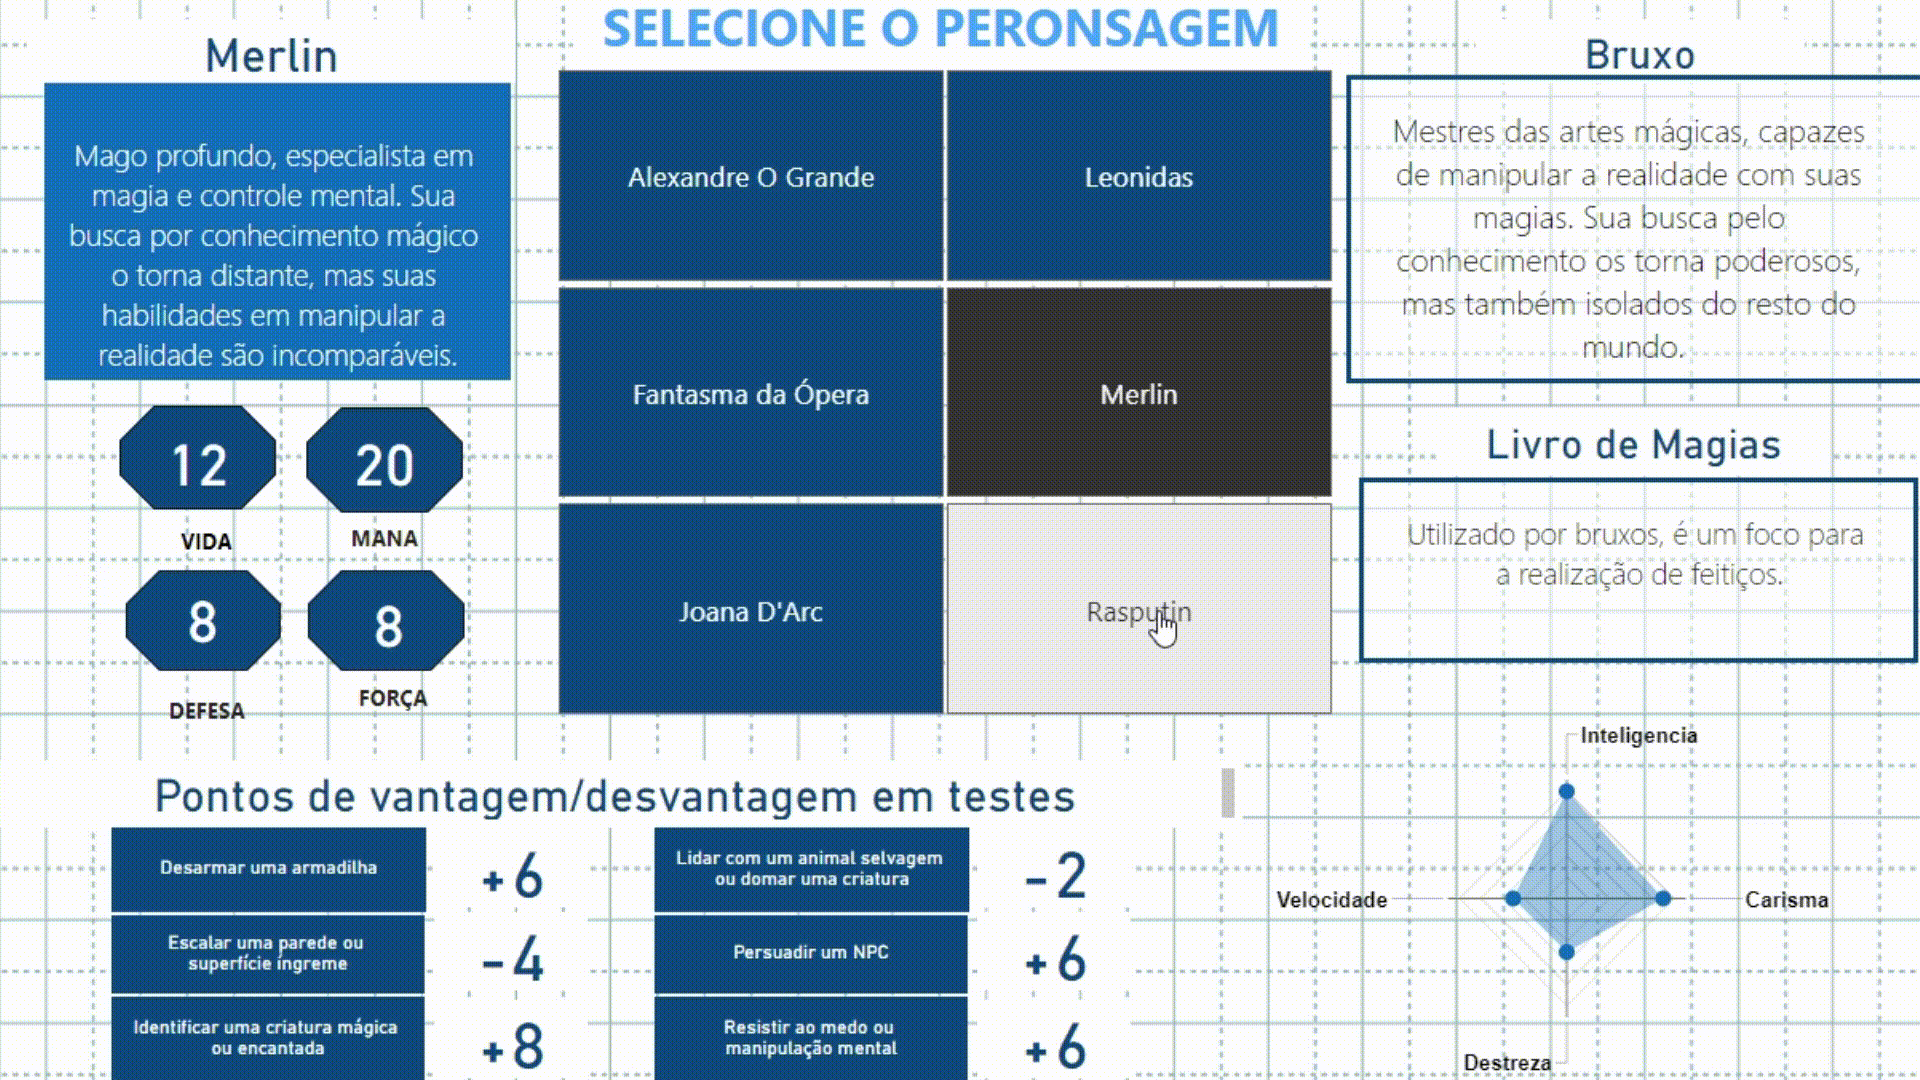 SELECIONE O PERONSAGEM
Merlin
Mago profundo, especialista em
magia e controle mental. Sua
busca por conhecimento mágico
o torna distante, mas suas
habilidades em manipular a
realidade são incomparáveis.
12
20
VIDA
MANA
8
8
DEFESA
FORÇA
Alexandre O Grande
Leonidas
Fantasma da Ópera
Merlin
Joana D'Arc
Rasputin
Bruxo
Mestres das artes mágicas, capazes
de manipular a realidade com suas
magias. Sua busca pelo
conhecimento os torna poderosos,
mas também isolados do resto do
mundo.
Livro de Magias
Utilizado por bruxos, é um foco para
a realização de feitiços.
Pontos de vantagem/desvantagem em testes
Desarmar uma armadilha
+6
Lidar com um animal selvagem
ou domar uma criatura
-2
Escalar uma parede ou
superfície íngreme
-4
Persuadir um NPC
+6
Identificar uma criatura mágica
ou encantada
+8
Resistir ao medo ou
manipulação mental
+6
Inteligencia
Velocidade
Carisma
Destreza